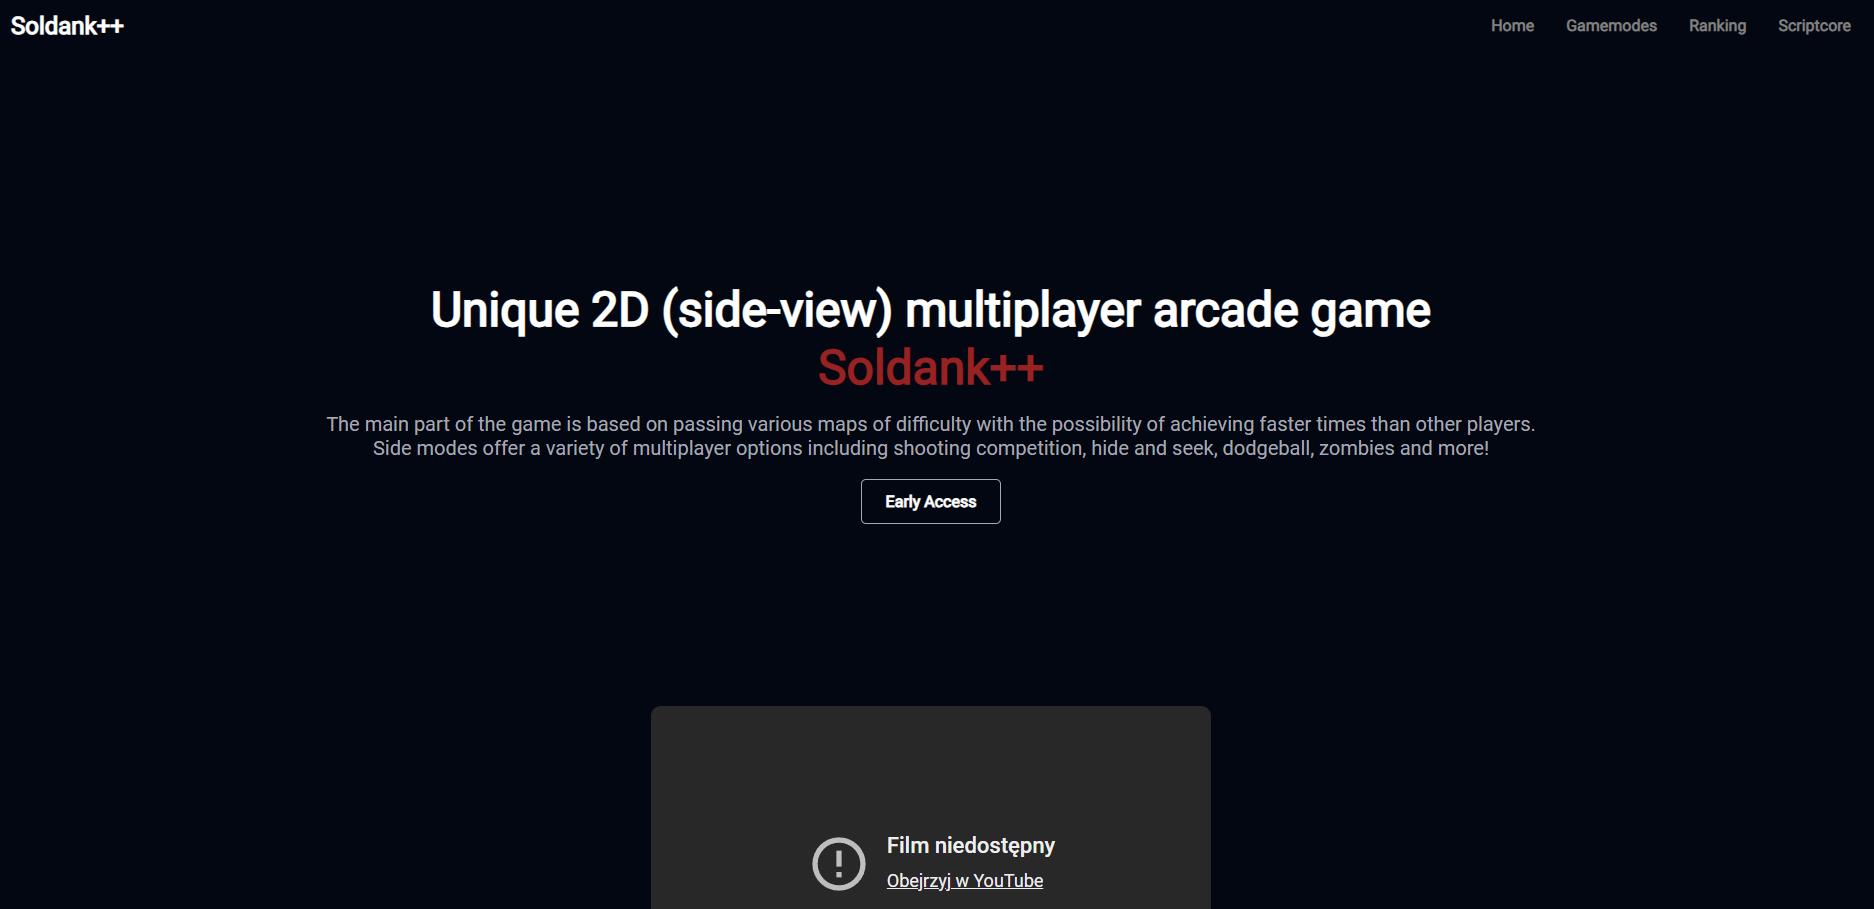 Soldank++
Home Gamemodes Ranking Scriptcore
Unique 2D (side-view) multiplayer arcade game
Soldank++
The main part of the game is based on passing various maps of difficulty with the possibility of achieving faster times than other players.
Side modes offer a variety of multiplayer options including shooting competition, hide and seek, dodgeball, zombies and more!
Early Access
Film niedostępny
Obejrzyj w YouTube